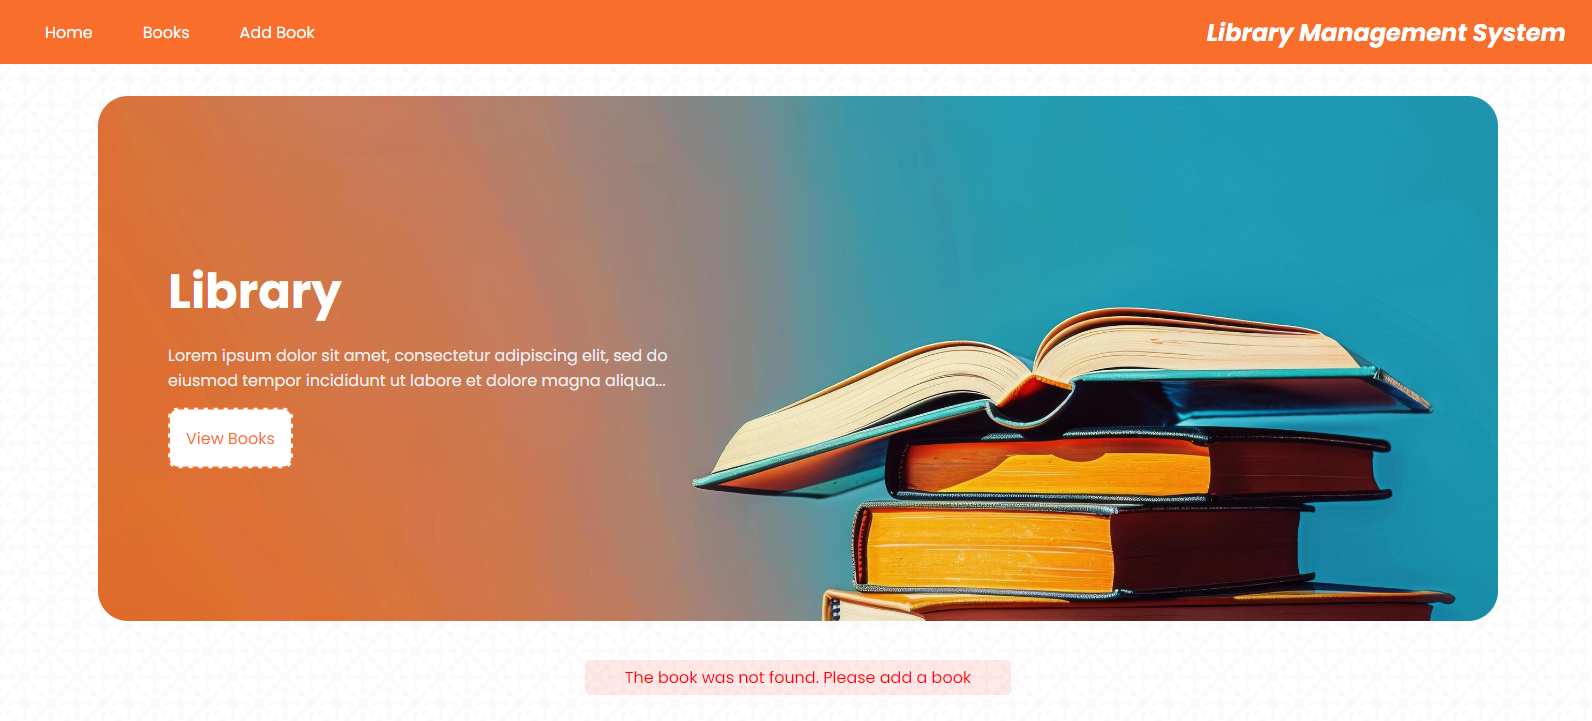 Home Books Add Book Library Management System
Library
Lorem ipsum dolor sit amet, consectetur adipiscing elit, sed do
eiusmod tempor incididunt ut labore et dolore magna aliqua...
View Books
The book was not found. Please add a book